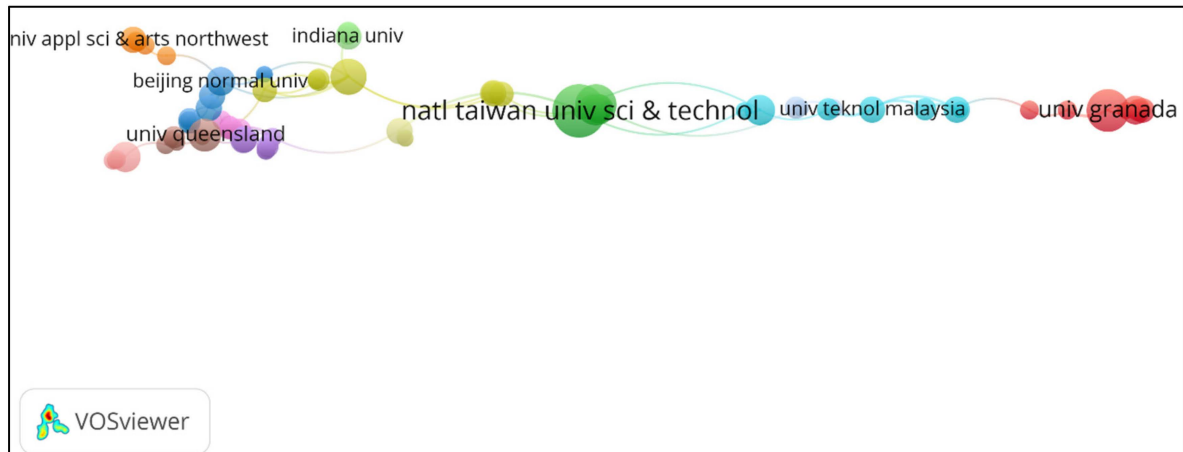 niv appl sci & arts northwest
indiana univ
beijing normal univ
natl taiwan univ sci & technol
univ teknol malaysia
univ granada
univ queensland
VOSviewer